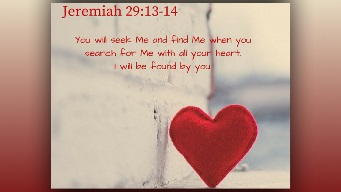 Jeremiah 29:13-14
You will seek Me and find Me when you
search for Me with all your heart.
I will be found by you